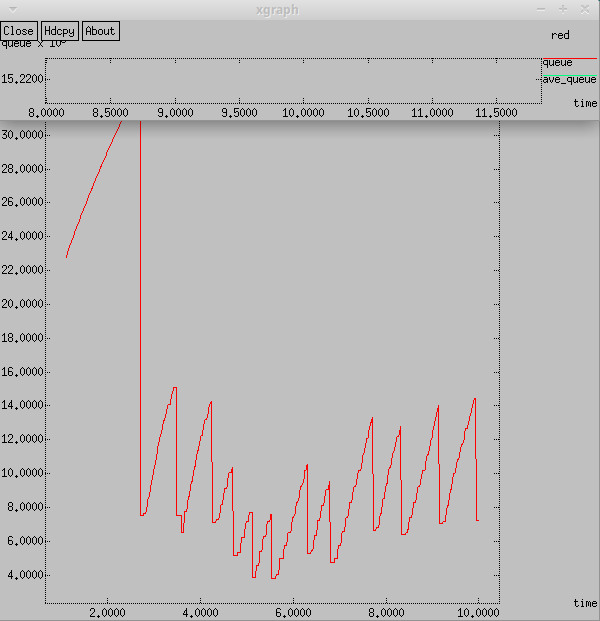 xgraph
Close Hdcpy About
red
queue x 10
queue
15.2200
ave_queue
time
8.0000 8.5000 9.0000 9.5000 10.0000 10.5000 11.0000 11.5000
30.0000
28.0000
26.0000
24.0000
22.0000
20.0000
18.0000
16.0000
14.0000
12.0000
10.0000
8.0000
6.0000
4.0000
time
2.0000 4.0000 6.0000 8.0000 10.0000